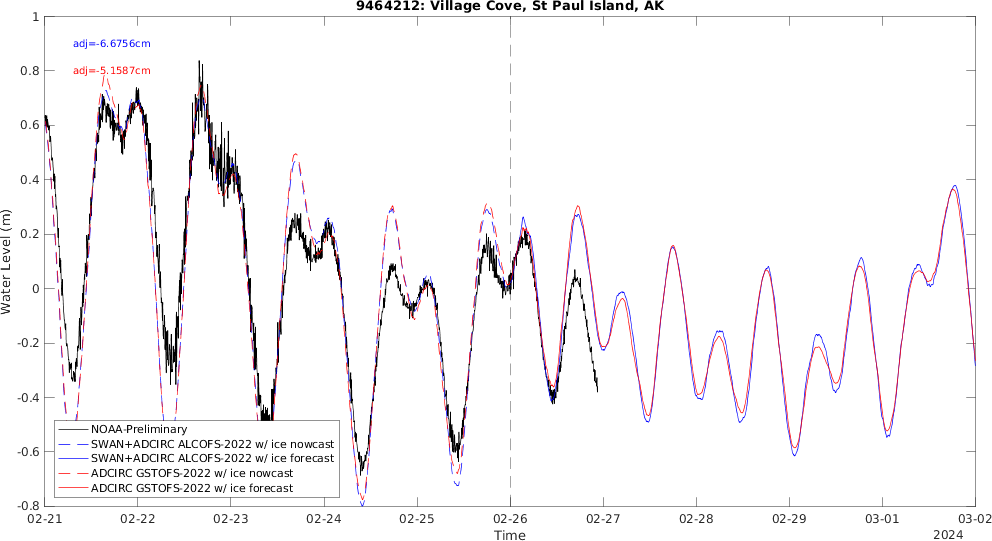 9464212: Village Cove, St Paul Island, AK
adj=-6.6756cm
adj=-5.1587cm
Water Level (m)
1
0.8
0.6
0.4
0.2
0
-0.2
-0.4
-0.6
-0.8
NOAA-Preliminary
SWAN+ADCIRC ALCOFS-2022 w/ ice nowcast
SWAN+ADCIRC ALCOFS-2022 w/ ice forecast
ADCIRC GSTOFS-2022 w/ ice nowcast
ADCIRC GSTOFS-2022 w/ ice forecast
02-21 02-22 02-23 02-24 02-25 02-26 02-27 02-28 02-29 03-01 03-02
Time
2024